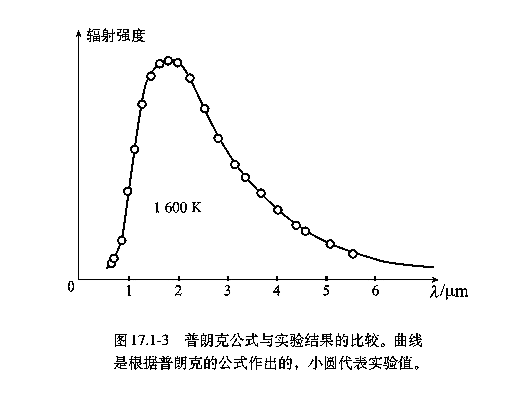 辐射强度
1 600 K
0 1 2 3 4 5 6 λ/μm
图 17.1-3 普朗克公式与实验结果的比较。曲线
是根据普朗克的公式作出的，小圆代表实验值。